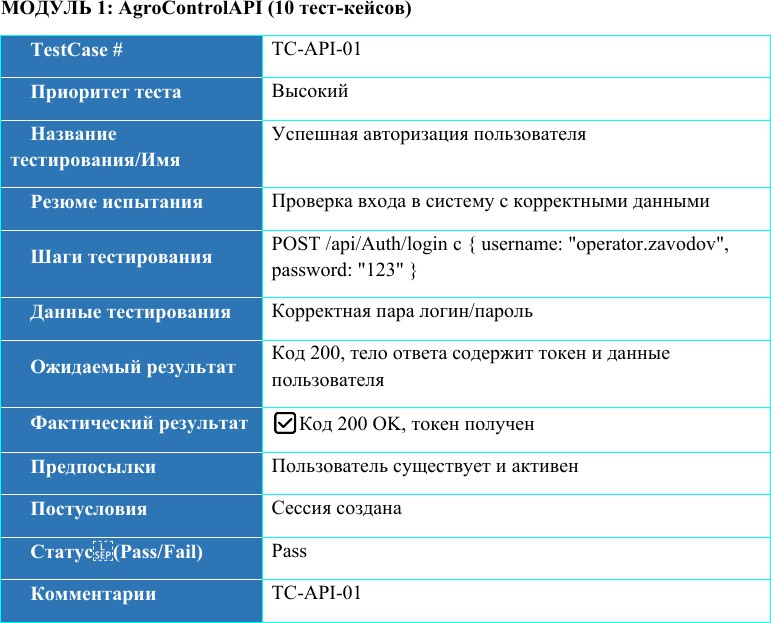 МОДУЛЬ 1: AgroControlAPI (10 тест-кейсов)
TestCase # TC-API-01
Приоритет теста Высокий
Название Успешная авторизация пользователя
тестирования/Имя
Резюме испытания Проверка входа в систему с корректными данными
Шаги тестирования POST /api/Auth/login с { username: "operator.zavodov",
password: "123" }
Данные тестирования Корректная пара логин/пароль
Ожидаемый результат Код 200, тело ответа содержит токен и данные
пользователя
Фактический результат ☑Код 200 OK, токен получен
Предпосылки Пользователь существует и активен
Постусловия Сессия создана
Статус LSEP(Pass/Fail) Pass
Комментарии TC-API-01